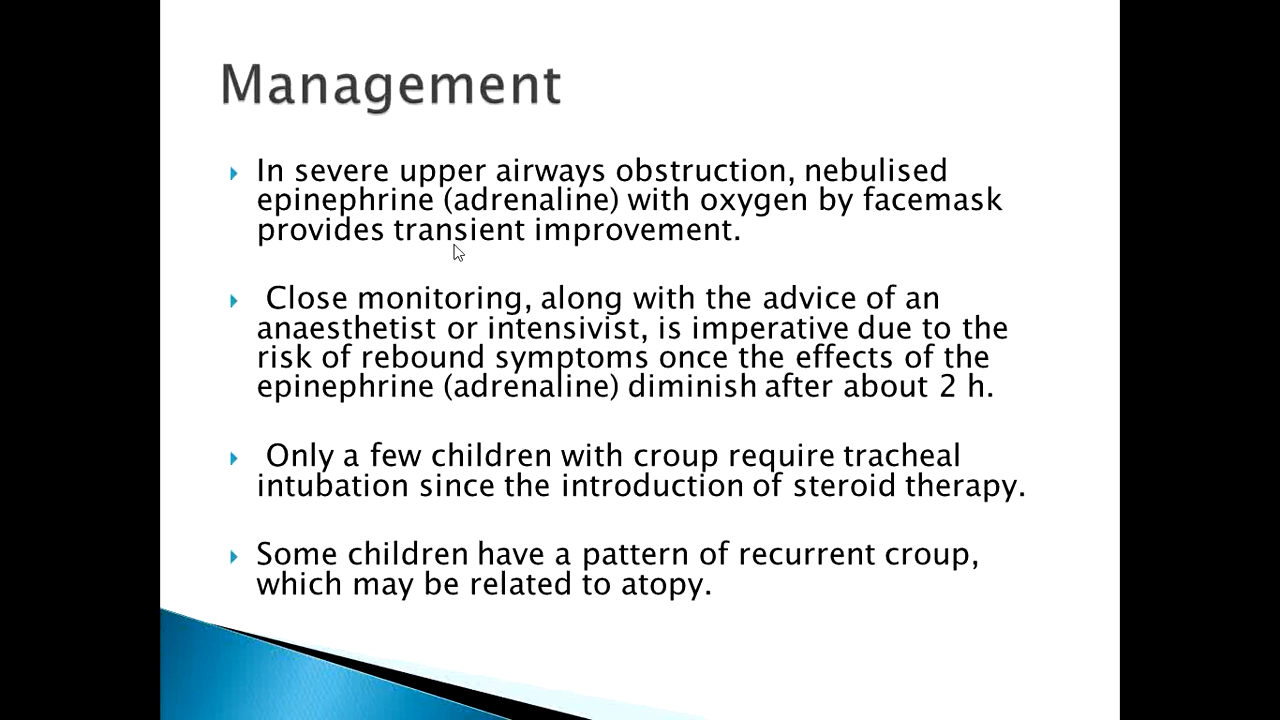 Management
In severe upper airways obstruction, nebulised
epinephrine (adrenaline) with oxygen by facemask
provides transient improvement.
Close monitoring, along with the advice of an
anaesthetist or intensivist, is imperative due to the
risk of rebound symptoms once the effects of the
epinephrine (adrenaline) diminish after about 2 h.
Only a few children with croup require tracheal
intubation since the introduction of steroid therapy.
Some children have a pattern of recurrent croup,
which may be related to atopy.